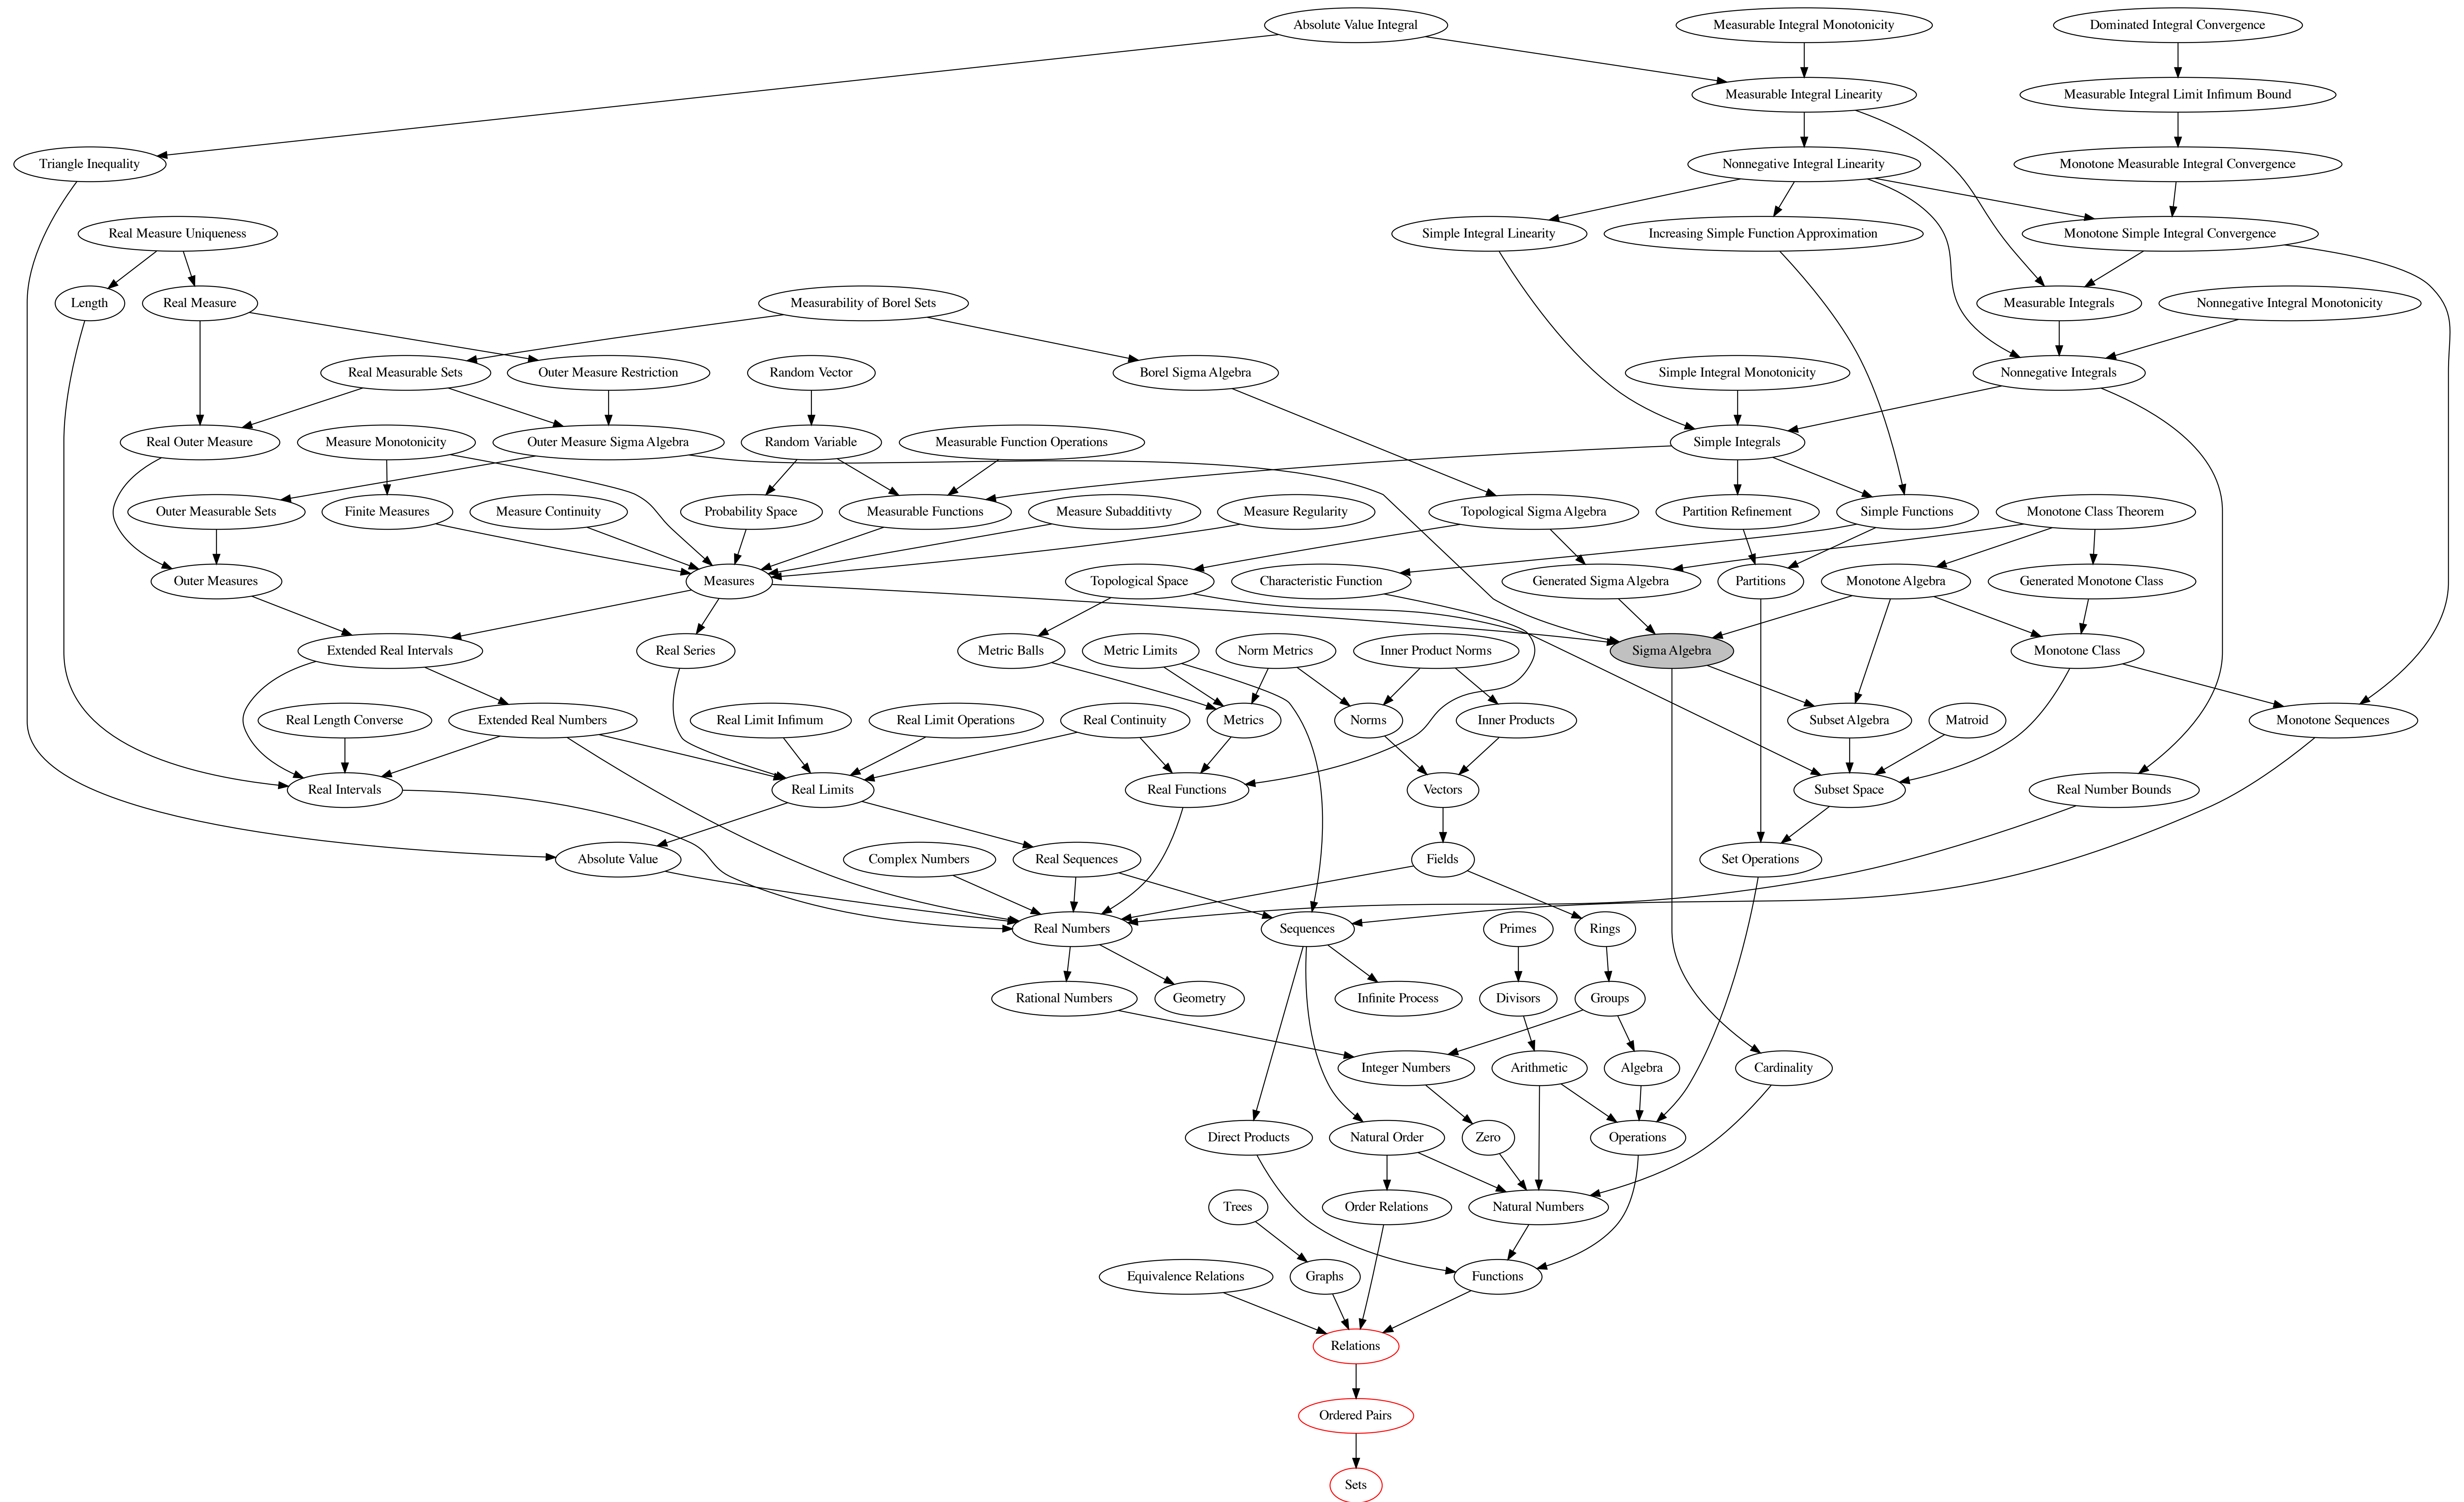 Absolute Value Integral
Measurable Integral Monotonicity
Dominated Integral Convergence
Measurable Integral Linearity
Measurable Integral Limit Infimum Bound
Triangle Inequality
Nonnegative Integral Linearity
Monotone Measurable Integral Convergence
Real Measure Uniqueness
Simple Integral Linearity
Increasing Simple Function Approximation
Monotone Simple Integral Convergence
Length
Real Measure
Measurability of Borel Sets
Measurable Integrals
Nonnegative Integral Monotonicity
Real Measurable Sets
Outer Measure Restriction
Random Vector
Borel Sigma Algebra
Simple Integral Monotonicity
Nonnegative Integrals
Real Outer Measure
Measure Monotonicity
Outer Measure Sigma Algebra
Random Variable
Measurable Function Operations
Simple Integrals
Outer Measurable Sets
Finite Measures
Measure Continuity
Probability Space
Measurable Functions
Measure Subadditivty
Measure Regularity
Topological Sigma Algebra
Partition Refinement
Simple Functions
Monotone Class Theorem
Outer Measures
Measures
Topological Space
Characteristic Function
Generated Sigma Algebra
Partitions
Monotone Algebra
Generated Monotone Class
Extended Real Intervals
Real Series
Metric Balls
Metric Limits
Norm Metrics
Inner Product Norms
Sigma Algebra
Monotone Class
Real Length Converse
Extended Real Numbers
Real Limit Infimum
Real Limit Operations
Real Continuity
Metrics
Norms
Inner Products
Subset Algebra
Matroid
Monotone Sequences
Real Intervals
Real Limits
Real Functions
Vectors
Subset Space
Real Number Bounds
Absolute Value
Complex Numbers
Real Sequences
Fields
Set Operations
Real Numbers
Sequences
Primes
Rings
Rational Numbers
Geometry
Infinite Process
Divisors
Groups
Integer Numbers
Arithmetic
Algebra
Cardinality
Direct Products
Natural Order
Zero
Operations
Trees
Order Relations
Natural Numbers
Equivalence Relations
Graphs
Functions
Relations
Ordered Pairs
Sets